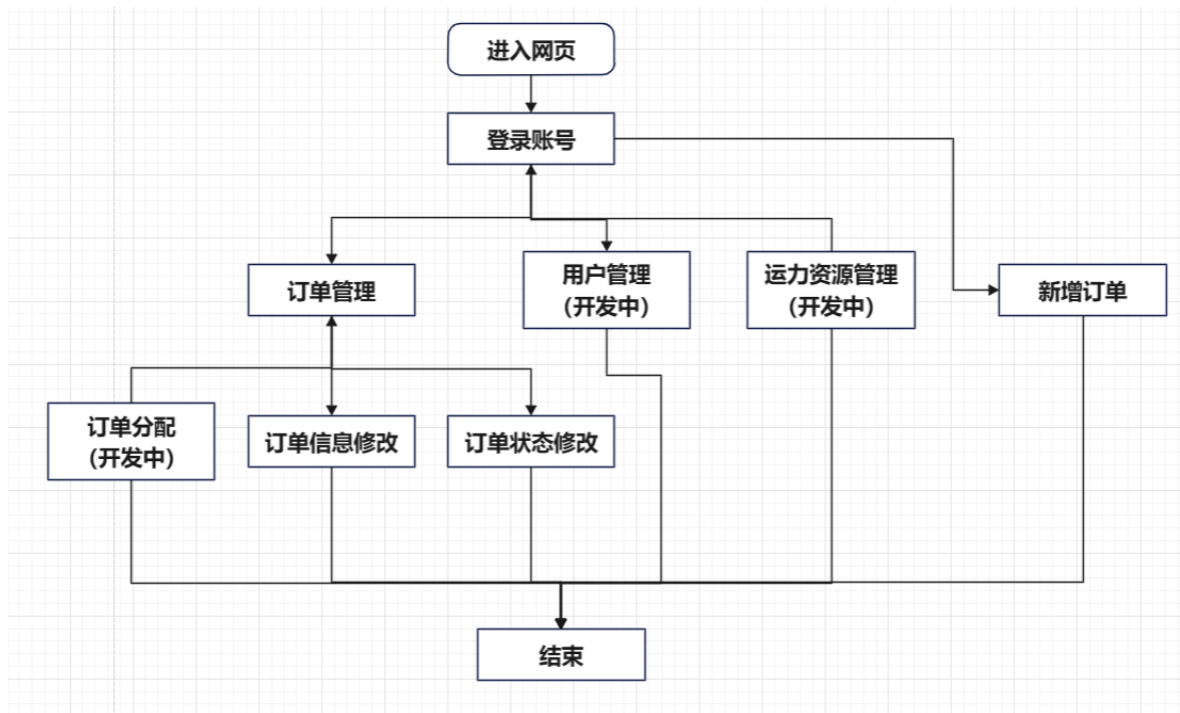 进入网页
登录账号
订单管理
用户管理
（开发中）
运力资源管理
（开发中）
新增订单
订单分配
（开发中）
订单信息修改
订单状态修改
结束